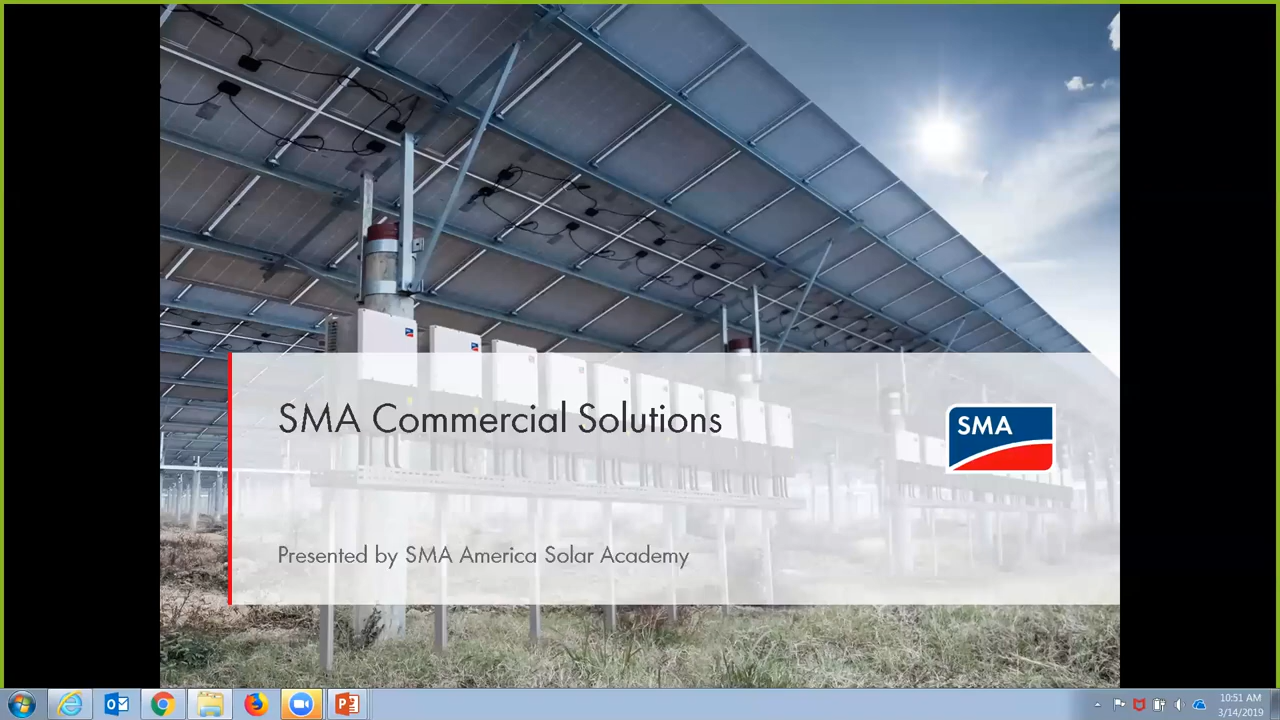 SMA Commercial Solutions
SMA
Presented by SMA America Solar Academy
10:51 AM
3/14/2019